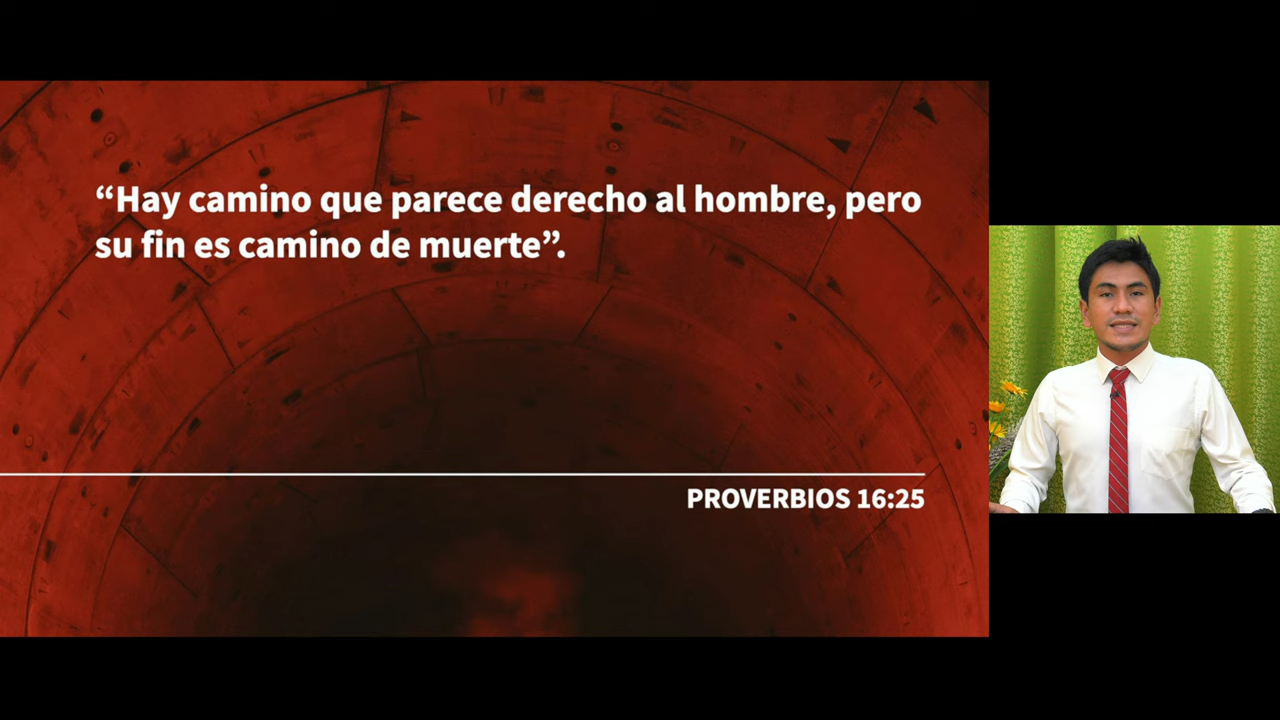 “Hay camino que parece derecho al hombre, pero
su fin es camino de muerte”.
PROVERBIOS 16:25